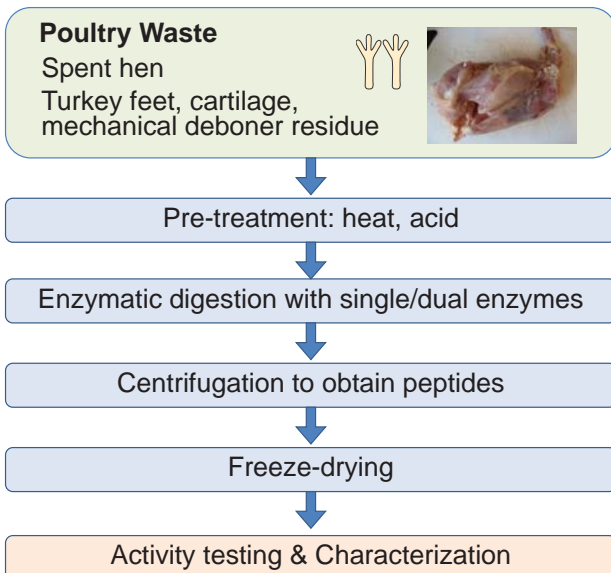 Poultry Waste
Spent hen
Turkey feet, cartilage,
mechanical deboner residue
Pre-treatment: heat, acid
Enzymatic digestion with single/dual enzymes
Centrifugation to obtain peptides
Freeze-drying
Activity testing & Characterization